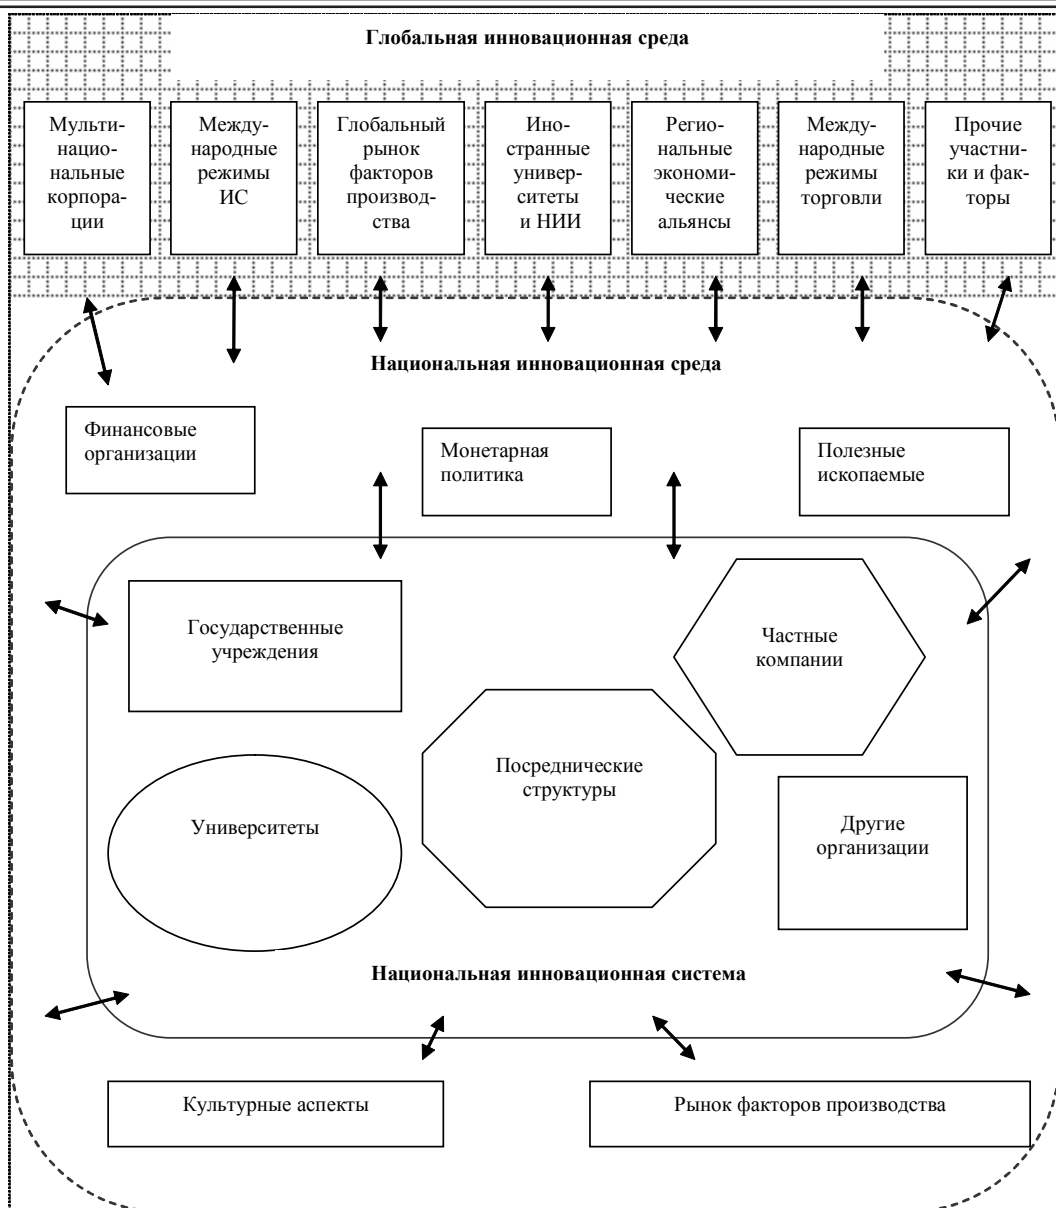 Глобальная инновационная среда
Мульти-
нацио-
нальные
корпора-
ции
Между-
народные
режимы
ИС
Глобальный
рынок
факторов
производ-
ства
Ино-
странные
универ-
ситеты
и НИИ
Регио-
нальные
экономи-
ческие
альянсы
Между-
народные
режимы
торговли
Прочие
участни-
ки и фак-
торы
Национальная инновационная среда
Финансовые
организации
Монетарная
политика
Полезные
ископаемые
Государственные
учреждения
Частные
компании
Посреднические
структуры
Университеты
Другие
организации
Национальная инновационная система
Культурные аспекты
Рынок факторов производства